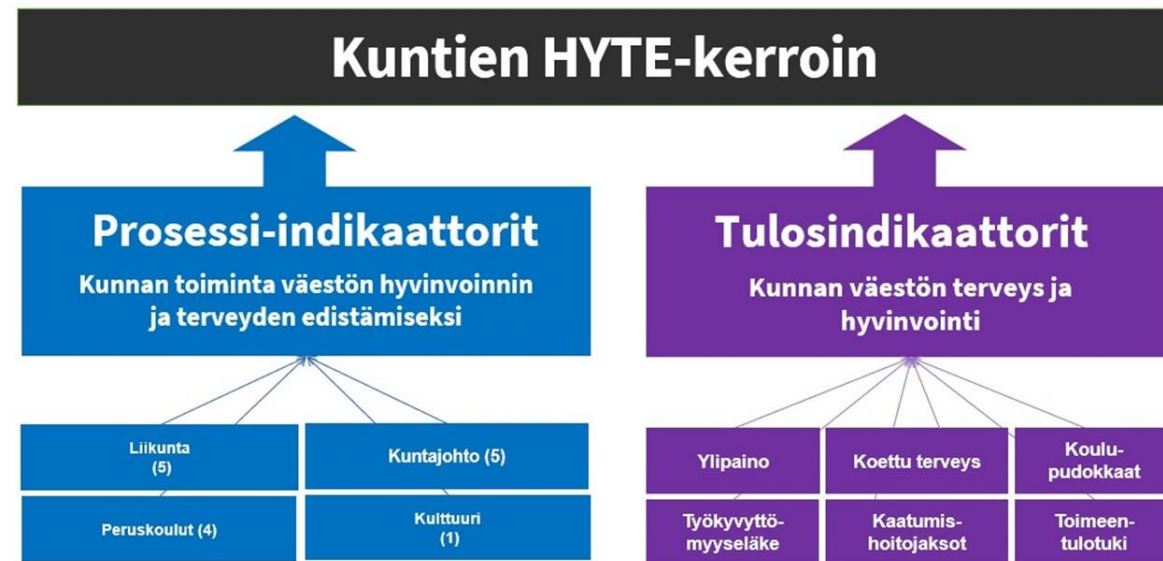 Kuntien HYTE-kerroin
Prosessi-indikaattorit
Kunnan toiminta väestön hyvinvoinnin
ja terveyden edistämiseksi
Liikunta
(5)
Kuntajohto (5)
Peruskoulut (4)
Kulttuuri
(1)
Tulosindikaattorit
Kunnan väestön terveys ja
hyvinvointi
Ylipaino
Koettu terveys
Koulu-
pudokkaat
Työkyvyttö-
myyseläke
Kaatumis-
hoitojaksot
Toimeen-
tulotuki